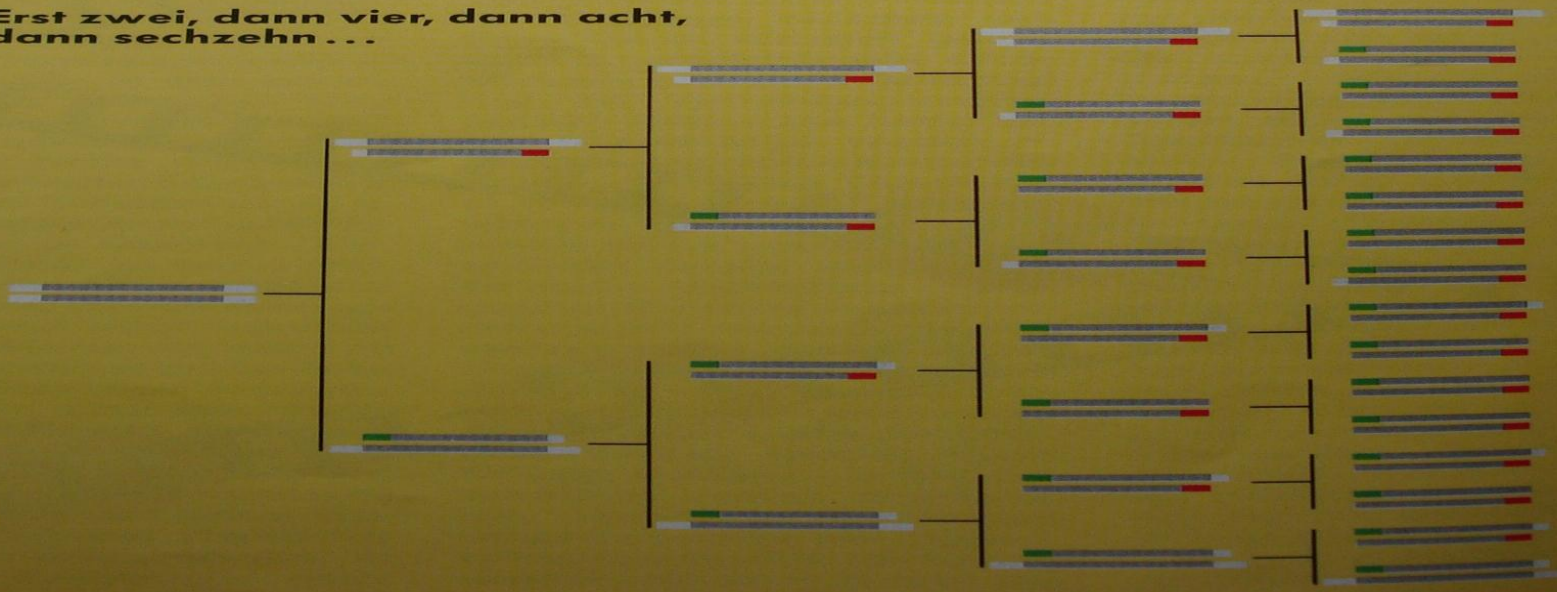 Erst zwei, dann vier, dann acht,
dann sechzehn...